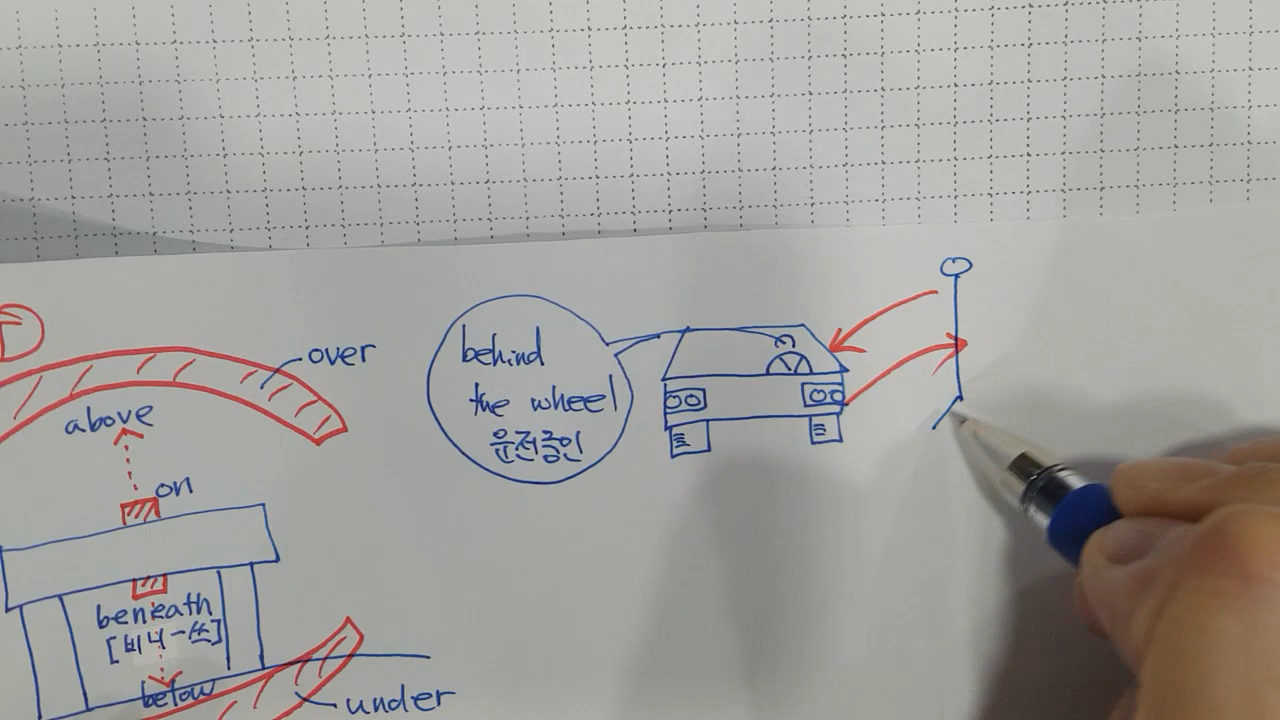 over
above
on
beneath
[비니-쓰]
below
under
behind
the wheel
운전중인